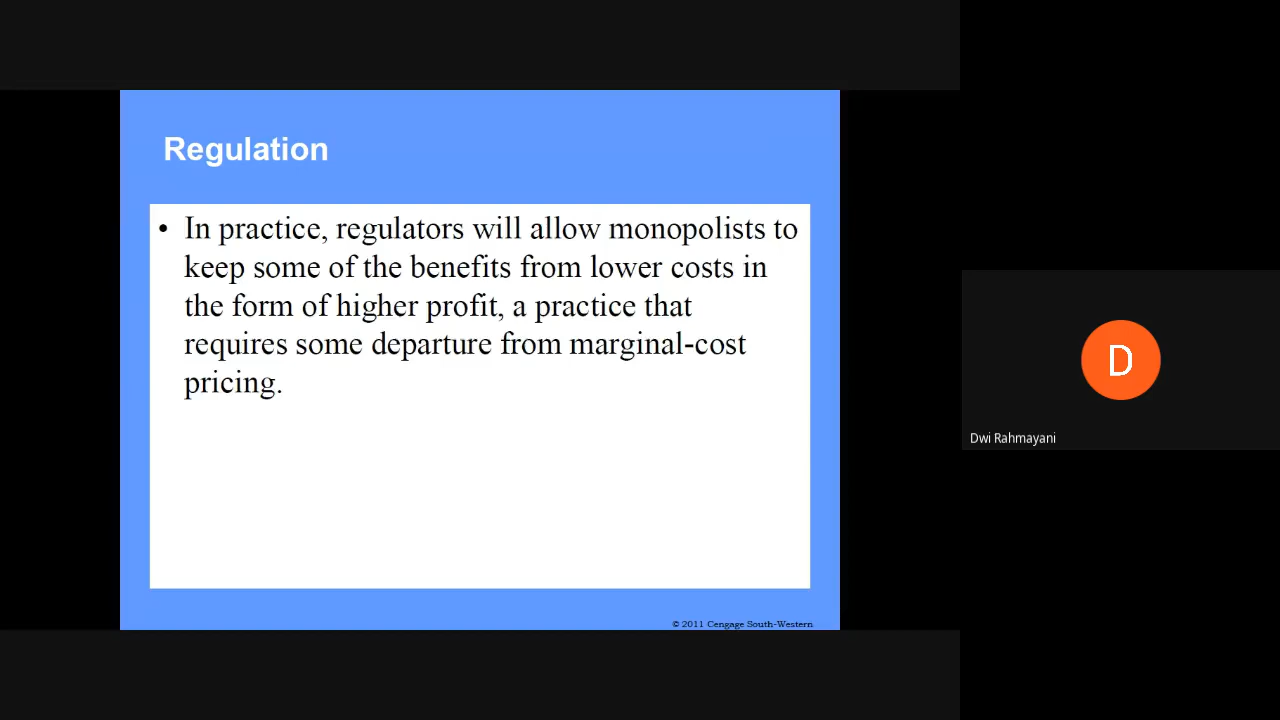 Regulation
• In practice, regulators will allow monopolists to
keep some of the benefits from lower costs in
the form of higher profit, a practice that
requires some departure from marginal-cost
pricing.
© 2011 Cengage South-Western
D
Dwi Rahmayani